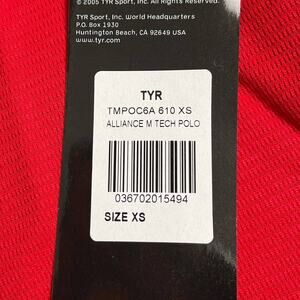 © 2005 TYR Sport, Inc. All Rights Reserved.
TYR Sport, Inc. World Headquarters
P.O. Box 1930
Huntington Beach, CA 92649 USA
www.tyr.com
TYR
TMPOC6A 610 XS
ALLIANCE M TECH POLO
036702015494
SIZE XS